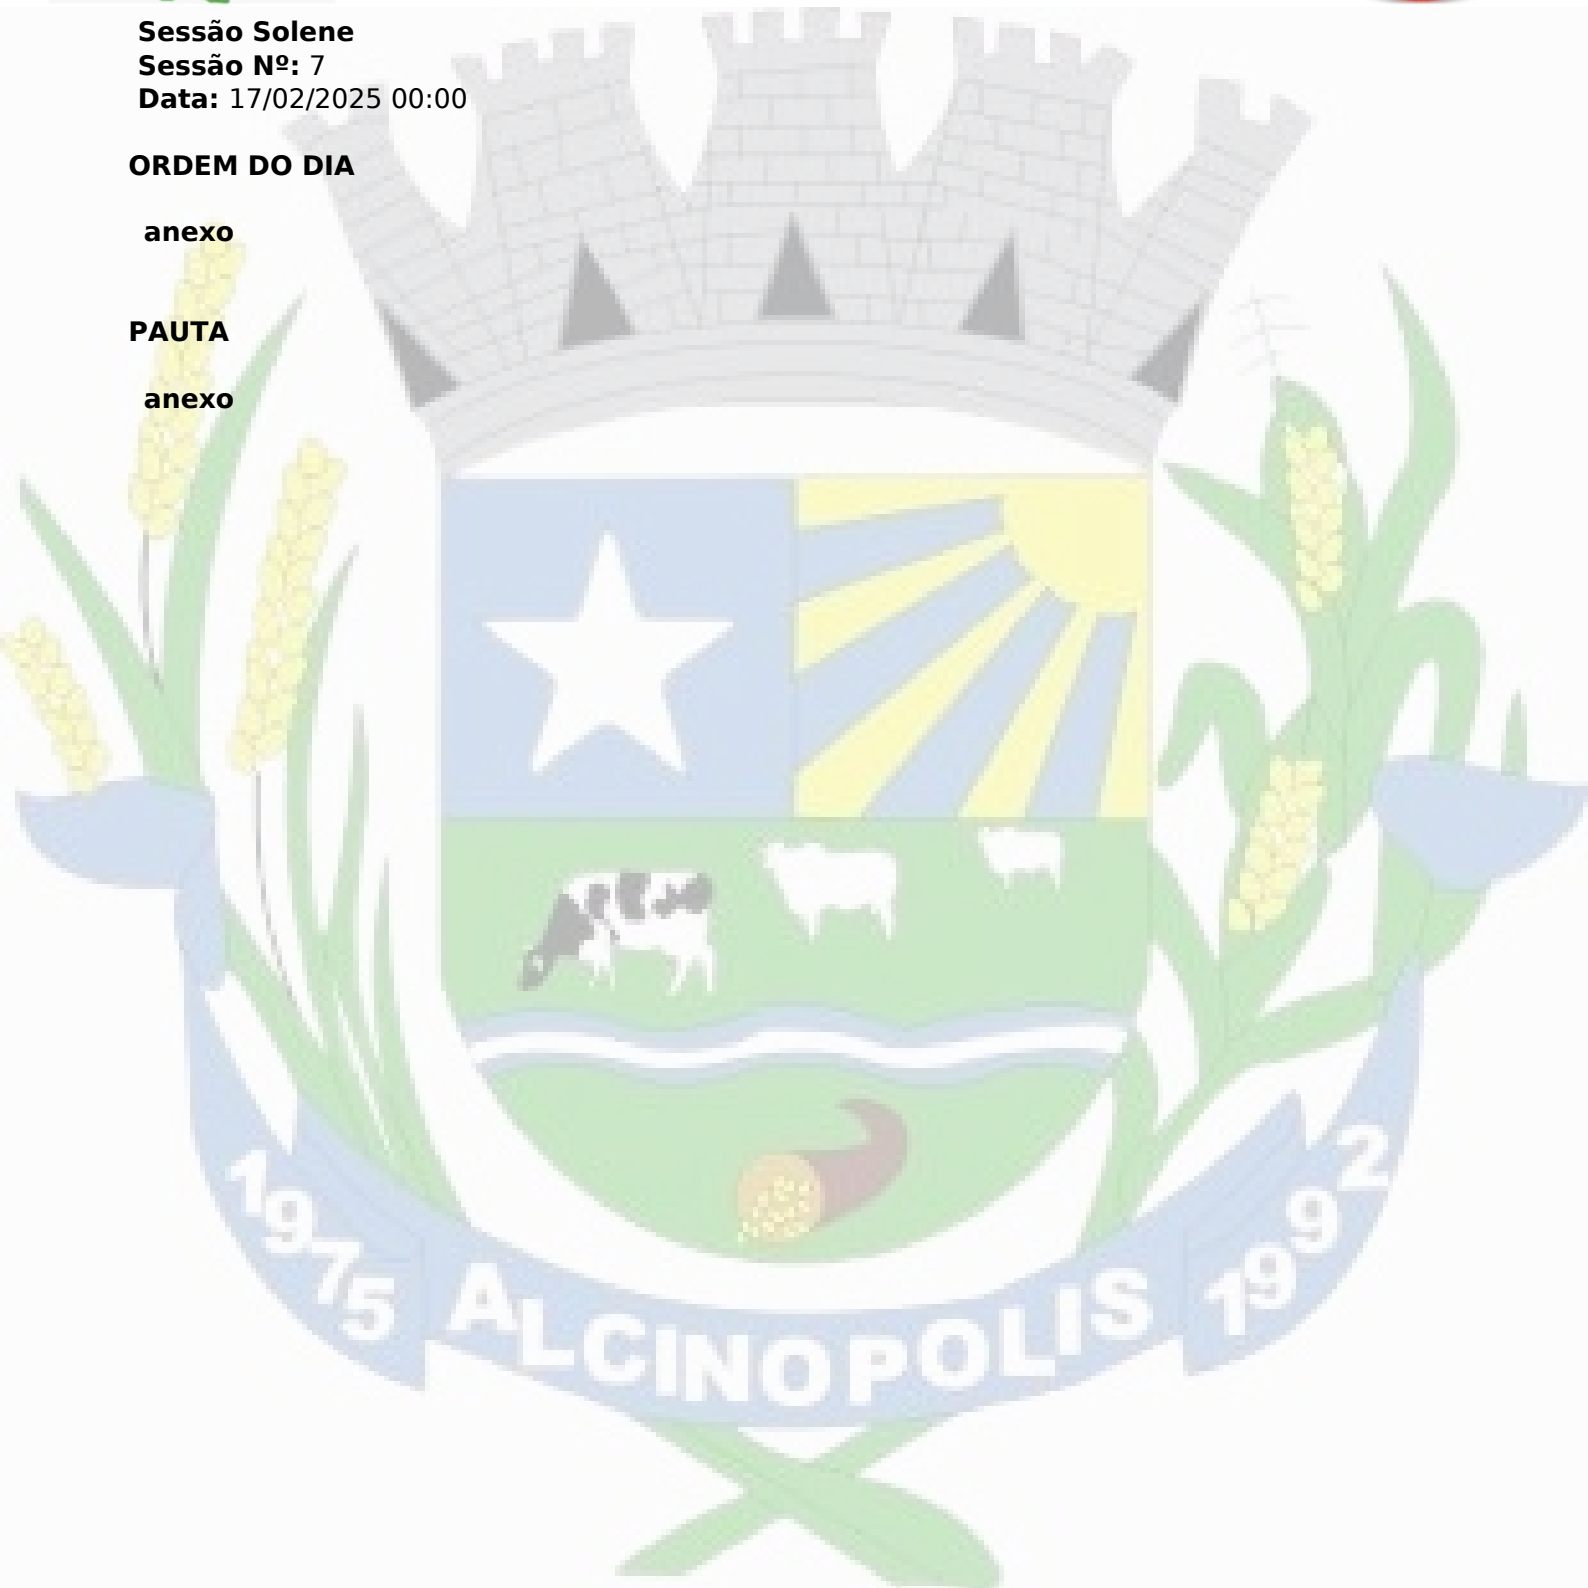 Sessão Solene
Sessão Nº: 7
Data: 17/02/2025 00:00
ORDEM DO DIA
anexo
PAUTA
anexo
1975 ALCINOPOLIS 1992